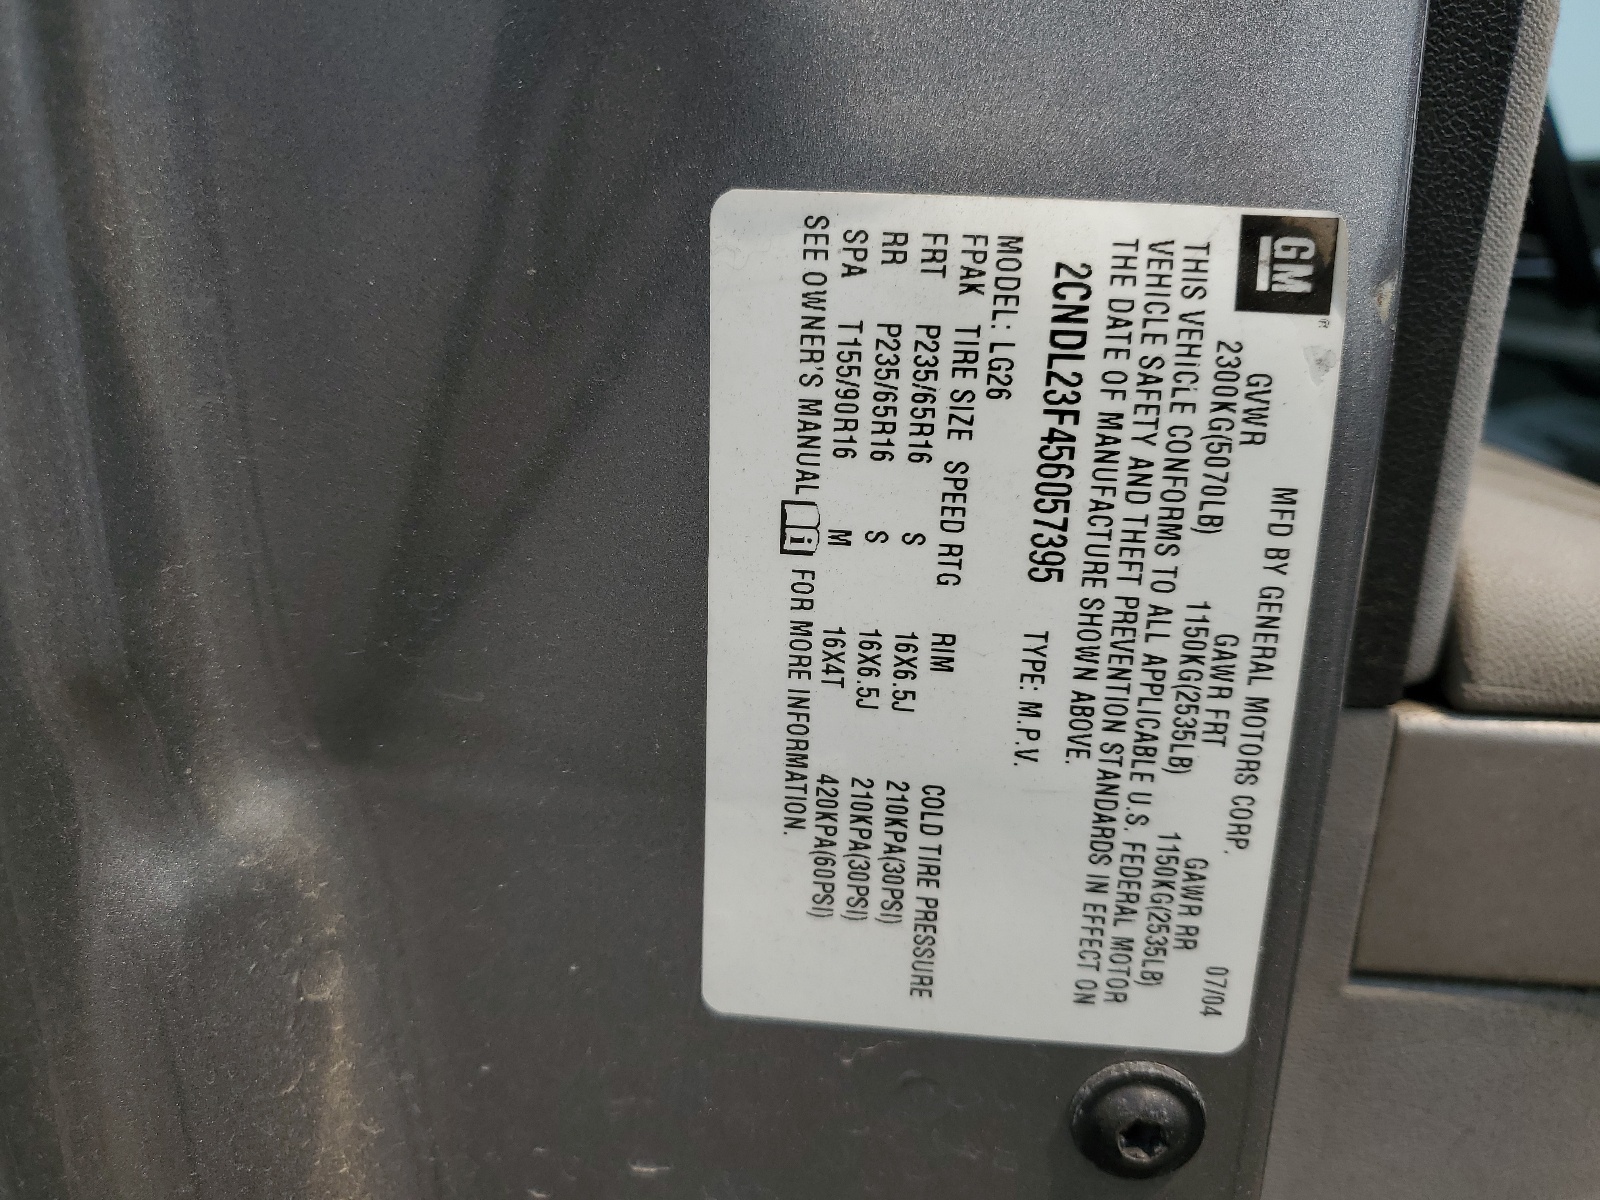 GM ®
MFD BY GENERAL MOTORS CORP. 07/04
GVWR GAWR FRT GAWR RR
2300KG(5070LB) 1150KG(2535LB) 1150KG(2535LB)
THIS VEHICLE CONFORMS TO ALL APPLICABLE U.S. FEDERAL MOTOR
VEHICLE SAFETY AND THEFT PREVENTION STANDARDS IN EFFECT ON
THE DATE OF MANUFACTURE SHOWN ABOVE.
2CNDL23F456057395 TYPE: M.P.V.
MODEL: LG26
FPAK TIRE SIZE SPEED RTG RIM COLD TIRE PRESSURE
FRT P235/65R16 S 16X6.5J 210KPA(30PSI)
RR P235/65R16 S 16X6.5J 210KPA(30PSI)
SPA T155/90R16 M 16X4T 420KPA(60PSI)
SEE OWNER'S MANUAL i FOR MORE INFORMATION.